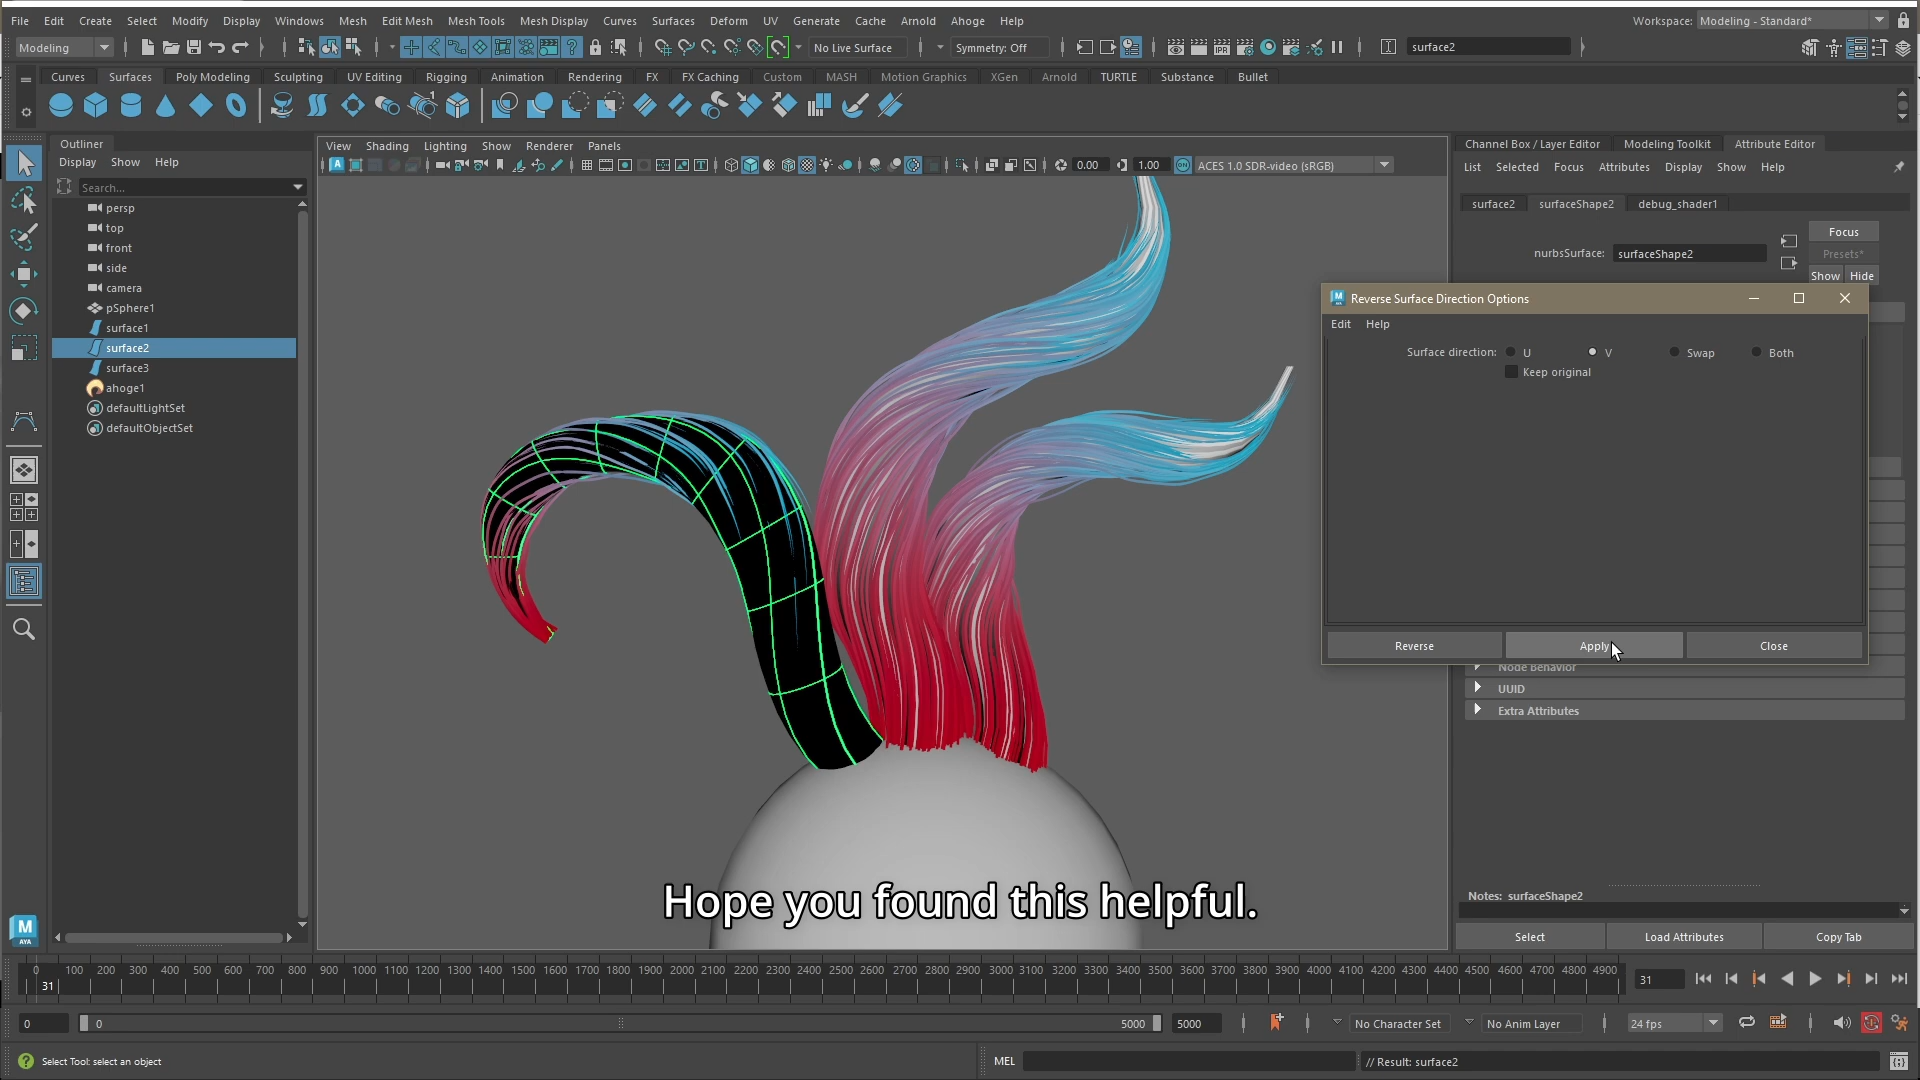 File Edit Create Select Modify Display Windows Mesh Edit Mesh Mesh Tools Mesh Display Curves Surfaces Deform UV Generate Cache Arnold Ahoge Help Workspace: Modeling - Standard*
Modeling No Live Surface Symmetry: Off surface2
Curves Surfaces Poly Modeling Sculpting UV Editing Rigging Animation Rendering FX FX Caching Custom MASH Motion Graphics XGen Arnold TURTLE Substance Bullet
Outliner
Display Show Help
Search...
persp
top
front
side
camera
pSphere1
surface1
surface2
surface3
ahoge1
defaultLightSet
defaultObjectSet
View Shading Lighting Show Renderer Panels
0.00 1.00 ON ACES 1.0 SDR-video (sRGB)
Channel Box / Layer Editor Modeling Toolkit Attribute Editor
List Selected Focus Attributes Display Show Help
surface2 surfaceShape2 debug_shader1
Focus
nurbsSurface: surfaceShape2 Presets*
Show Hide
Reverse Surface Direction Options
Edit Help
Surface direction: U V Swap Both
Keep original
Reverse Apply Close
Node Behavior
UUID
Extra Attributes
Hope you found this helpful.
Notes: surfaceShape2
Select Load Attributes Copy Tab
M
AYA
0 100 200 300 400 500 600 700 800 900 1000 1100 1200 1300 1400 1500 1600 1700 1800 1900 2000 2100 2200 2300 2400 2500 2600 2700 2800 2900 3000 3100 3200 3300 3400 3500 3600 3700 3800 3900 4000 4100 4200 4300 4400 4500 4600 4700 4800 4900
31 31
0 0 5000 5000 No Character Set No Anim Layer 24 fps
Select Tool: select an object MEL // Result: surface2